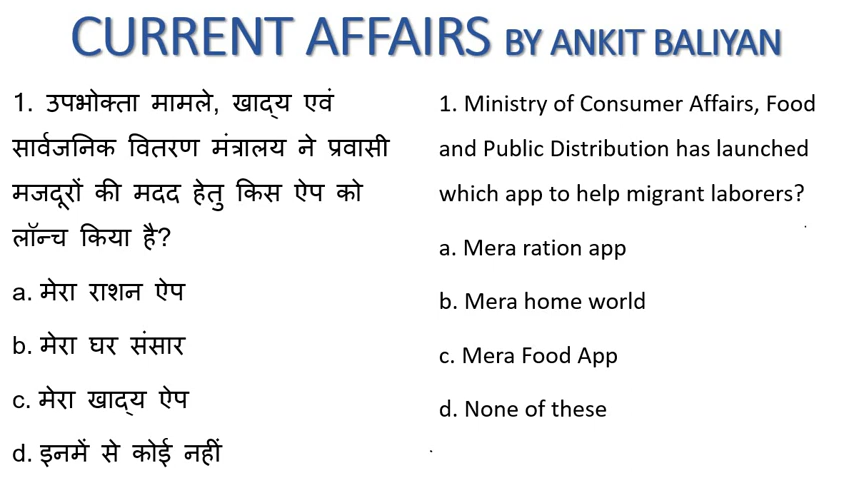 CURRENT AFFAIRS BY ANKIT BALIYAN
1. उपभोक्ता मामले, खाद्य एवं
सार्वजनिक वितरण मंत्रालय ने प्रवासी
मजदूरों की मदद हेतु किस ऐप को
लॉन्च किया है?
a. मेरा राशन ऐप
b. मेरा घर संसार
c. मेरा खाद्य ऐप
d. इनमें से कोई नहीं
1. Ministry of Consumer Affairs, Food
and Public Distribution has launched
which app to help migrant laborers?
a. Mera ration app
b. Mera home world
c. Mera Food App
d. None of these